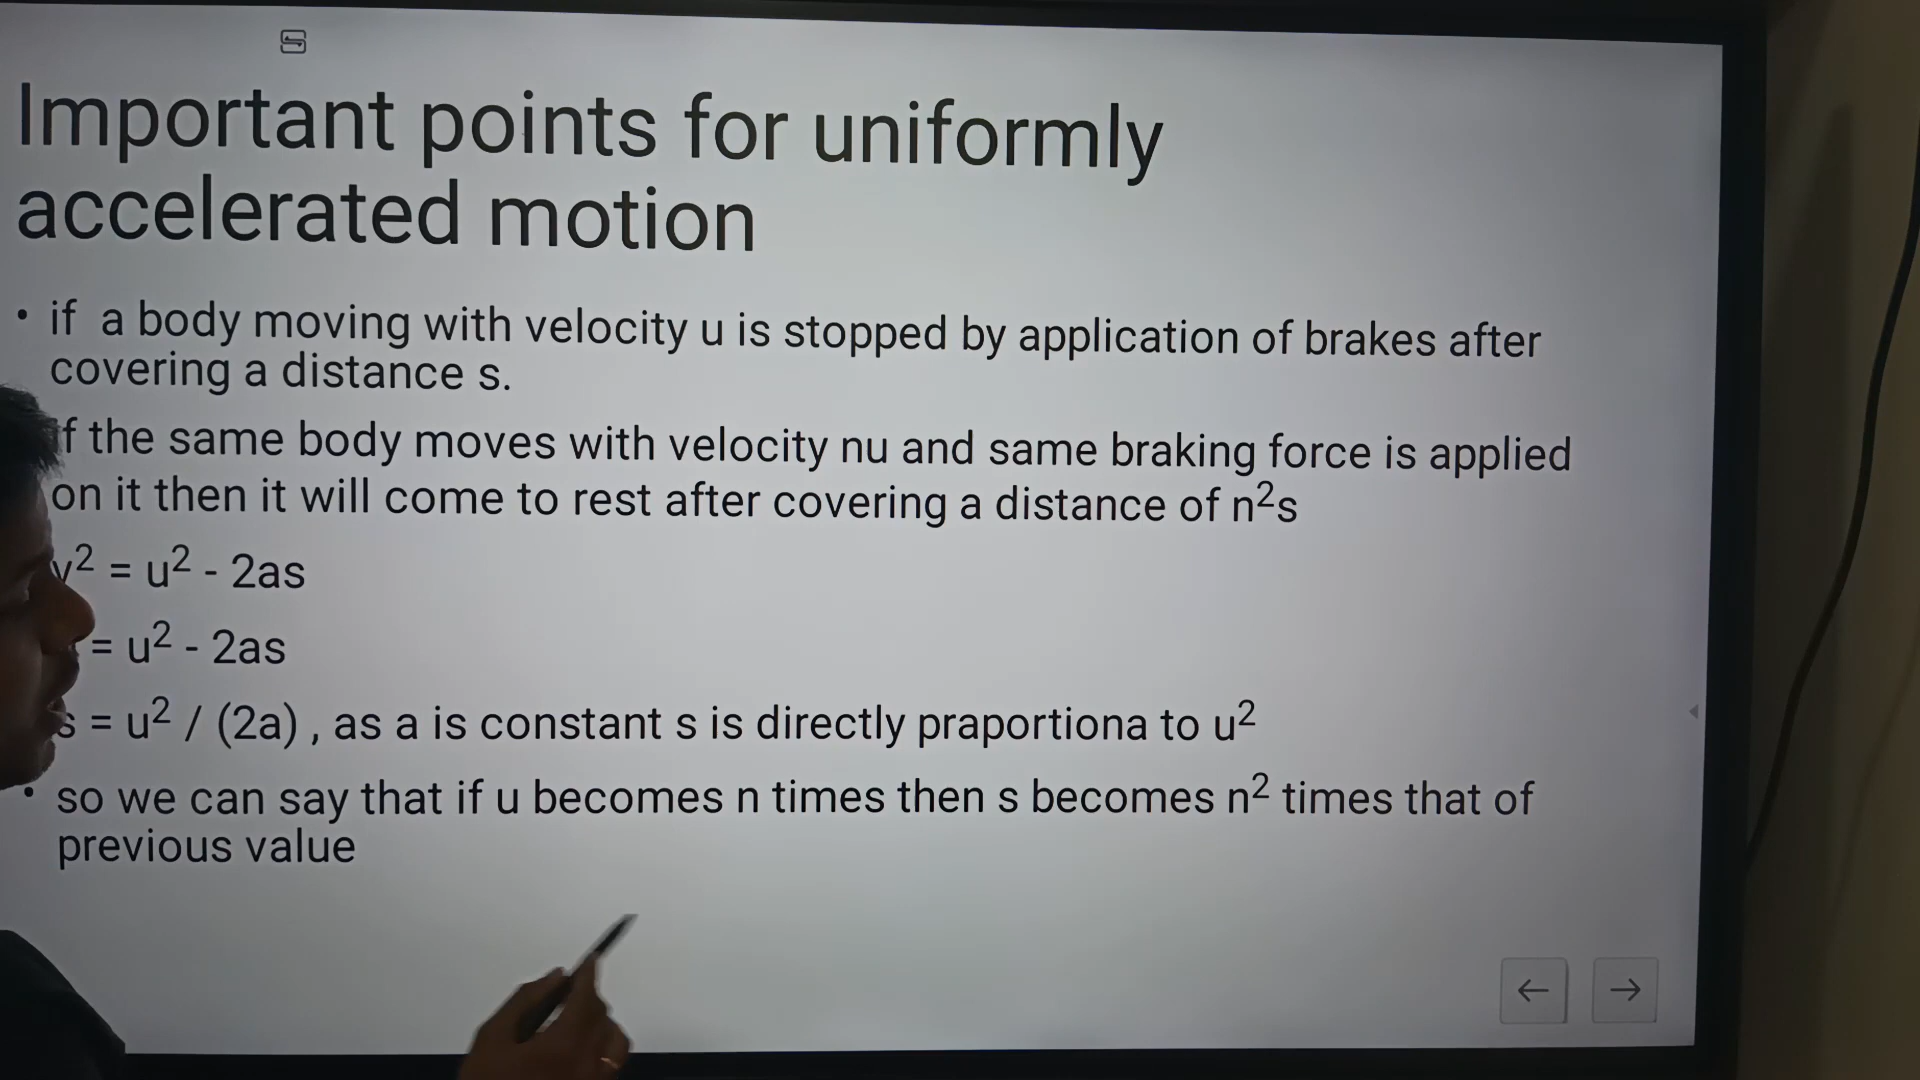 Important points for uniformly
accelerated motion
• if a body moving with velocity u is stopped by application of brakes after
covering a distance s.
if the same body moves with velocity nu and same braking force is applied
on it then it will come to rest after covering a distance of n²s
v² = u² - 2as
= u² - 2as
s = u² / (2a) , as a is constant s is directly praportiona to u²
• so we can say that if u becomes n times then s becomes n² times that of
previous value